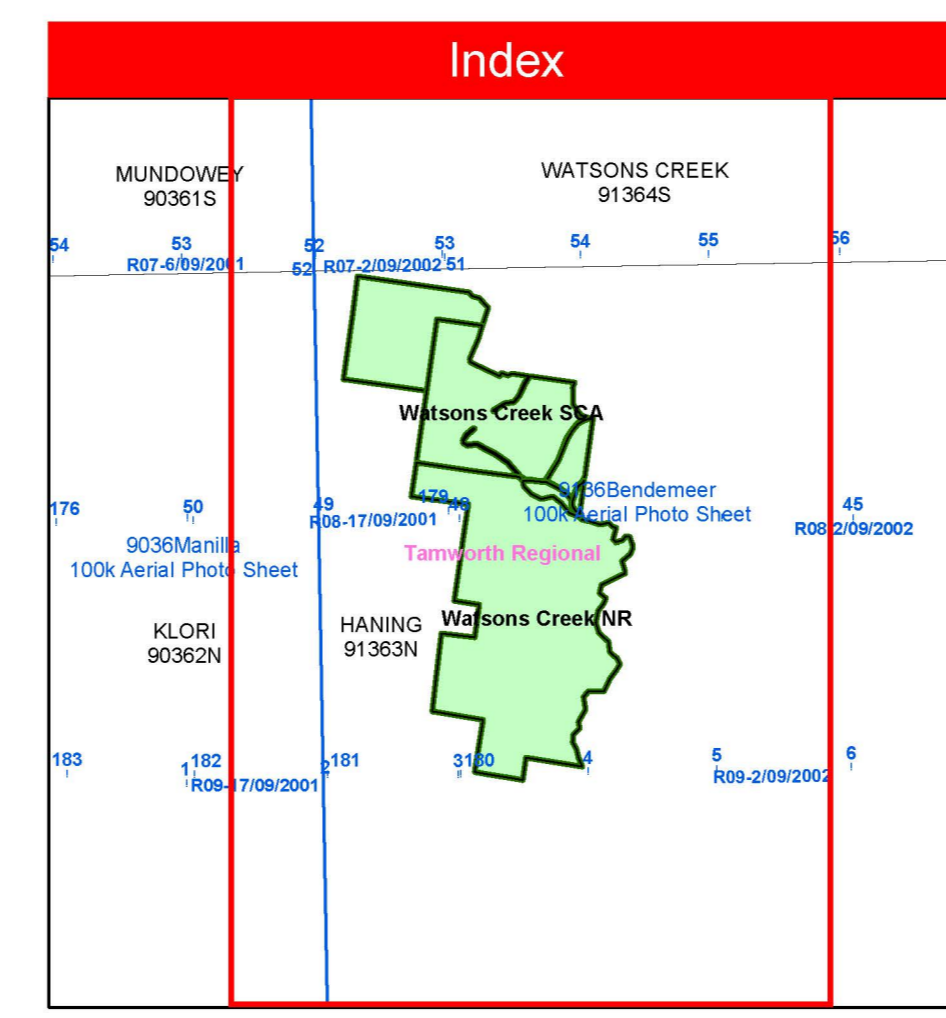 Index
MUNDOWEY
90361S
WATSONS CREEK
91364S
54
53
52
53
54
55
56
R07-6/09/2001
52
R07-2/09/2002
51
Watsons Creek SCA
176
50
49
179
48
9136Bendemeer
100k Aerial Photo Sheet
45
R08-17/09/2001
R08-2/09/2002
9036Manilla
100k Aerial Photo Sheet
Tamworth Regional
KLORI
90362N
HANING
91363N
Watsons Creek NR
183
1
182
2
181
3
180
4
5
6
R09-17/09/2001
R09-2/09/2002